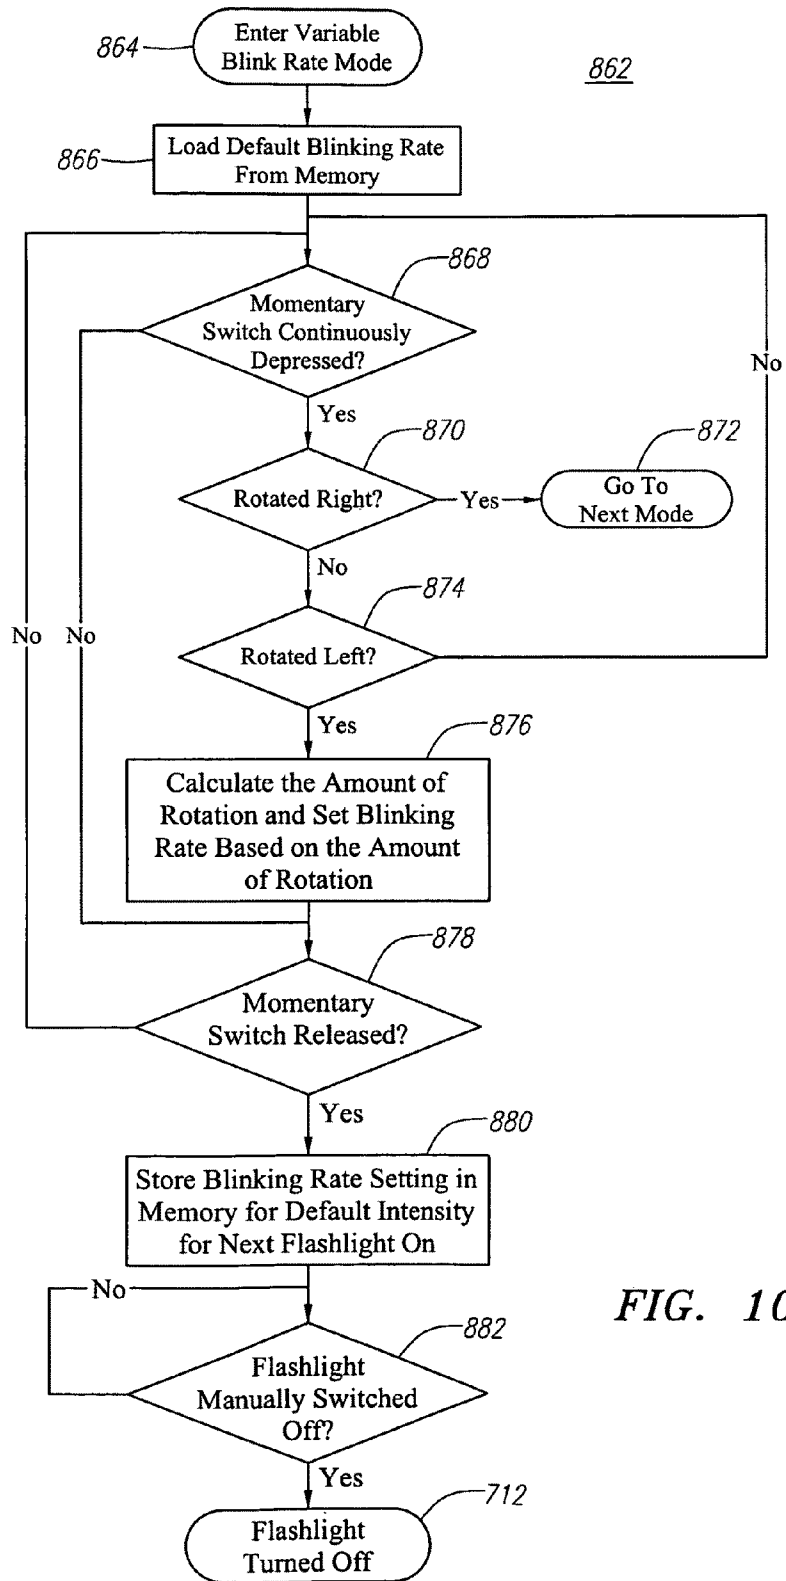 864
Enter Variable
Blink Rate Mode
862
866
Load Default Blinking Rate
From Memory
868
Momentary
Switch Continuously
Depressed?
No
Yes
870
872
Rotated Right?
Yes
Go To
Next Mode
No
874
No
No
Rotated Left?
Yes
876
Calculate the Amount of
Rotation and Set Blinking
Rate Based on the Amount
of Rotation
878
Momentary
Switch Released?
Yes
880
Store Blinking Rate Setting in
Memory for Default Intensity
for Next Flashlight On
No
FIG. 10
882
Flashlight
Manually Switched
Off?
Yes
712
Flashlight
Turned Off